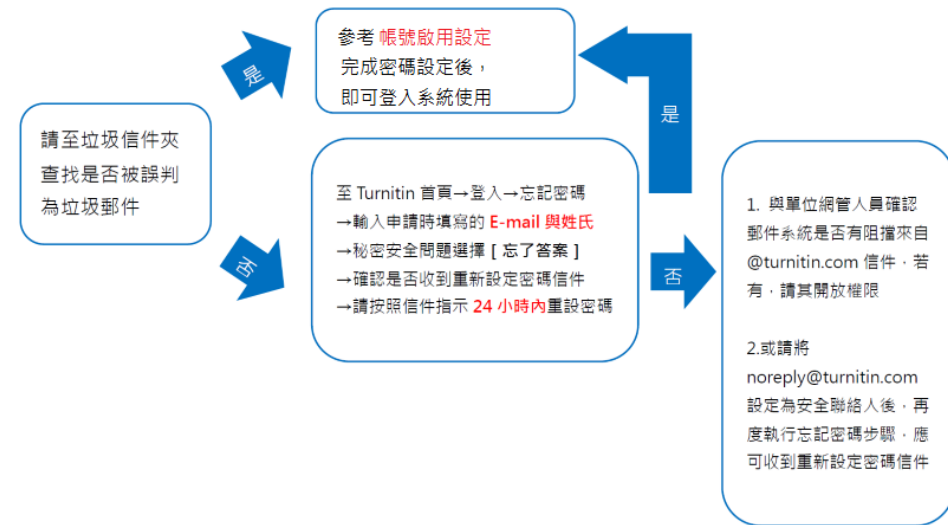 請至垃圾信件夾
查找是否被誤判
為垃圾郵件
是
參考 帳號啟用設定
完成密碼設定後，
即可登入系統使用
否
至 Turnitin 首頁→登入→忘記密碼
→輸入申請時填寫的 E-mail 與姓氏
→秘密安全問題選擇 [ 忘了答案 ]
→確認是否收到重新設定密碼信件
→請按照信件指示 24 小時內重設密碼
是
否
1. 與單位網管人員確認
郵件系統是否有阻擋來自
@turnitin.com 信件，若
有，請其開放權限
2.或請將
noreply@turnitin.com
設定為安全聯絡人後，再
度執行忘記密碼步驟，應
可收到重新設定密碼信件